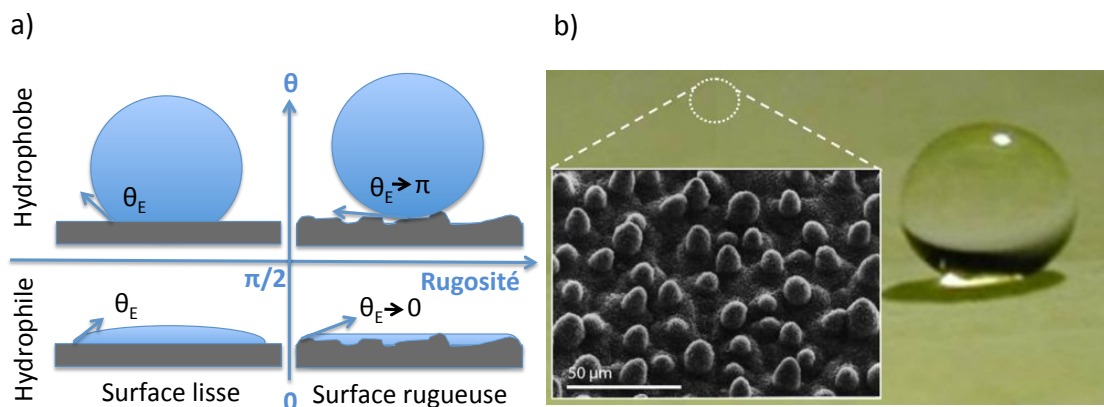 a)
b)
Hydrophobe
θ
θE
θE→π
π/2
Rugosité
Hydrophile
θE
θE→0
Surface lisse
0
Surface rugueuse
50 µm